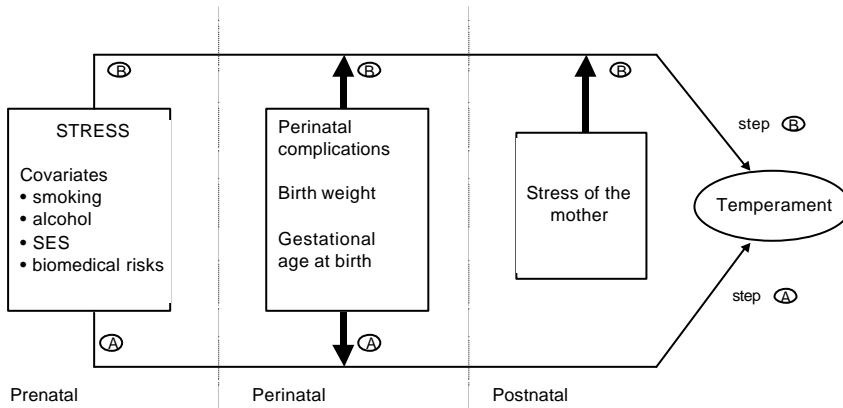 B
B
B
STRESS
Covariates
• smoking
• alcohol
• SES
• biomedical risks
A
Perinatal
complications
Birth weight
Gestational
age at birth
A
Stress of the
mother
step B
Temperament
step A
Prenatal
Perinatal
Postnatal